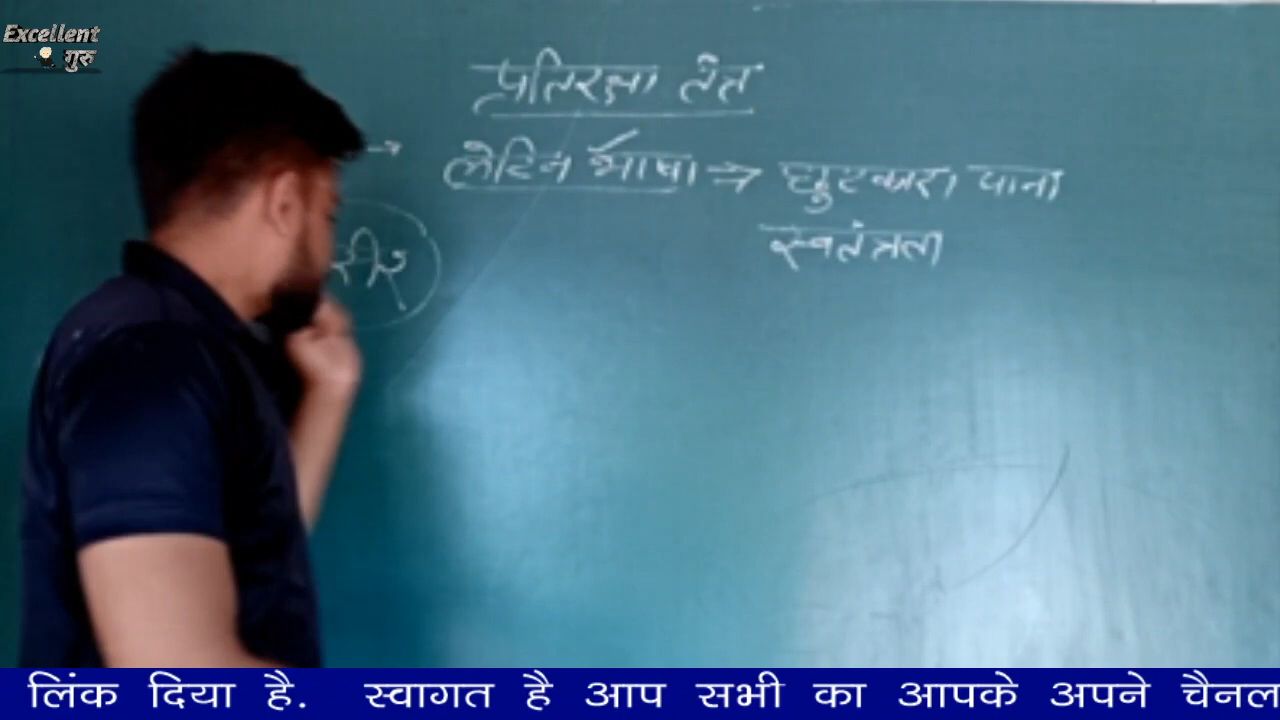 Excellent
गुरु
प्रतिरक्षा तंत
→ लेटिन भाषा ⇒ छुटकारा पाना
स्वतंत्रता
लिंक दिया है. स्वागत है आप सभी का आपके अपने चैनल